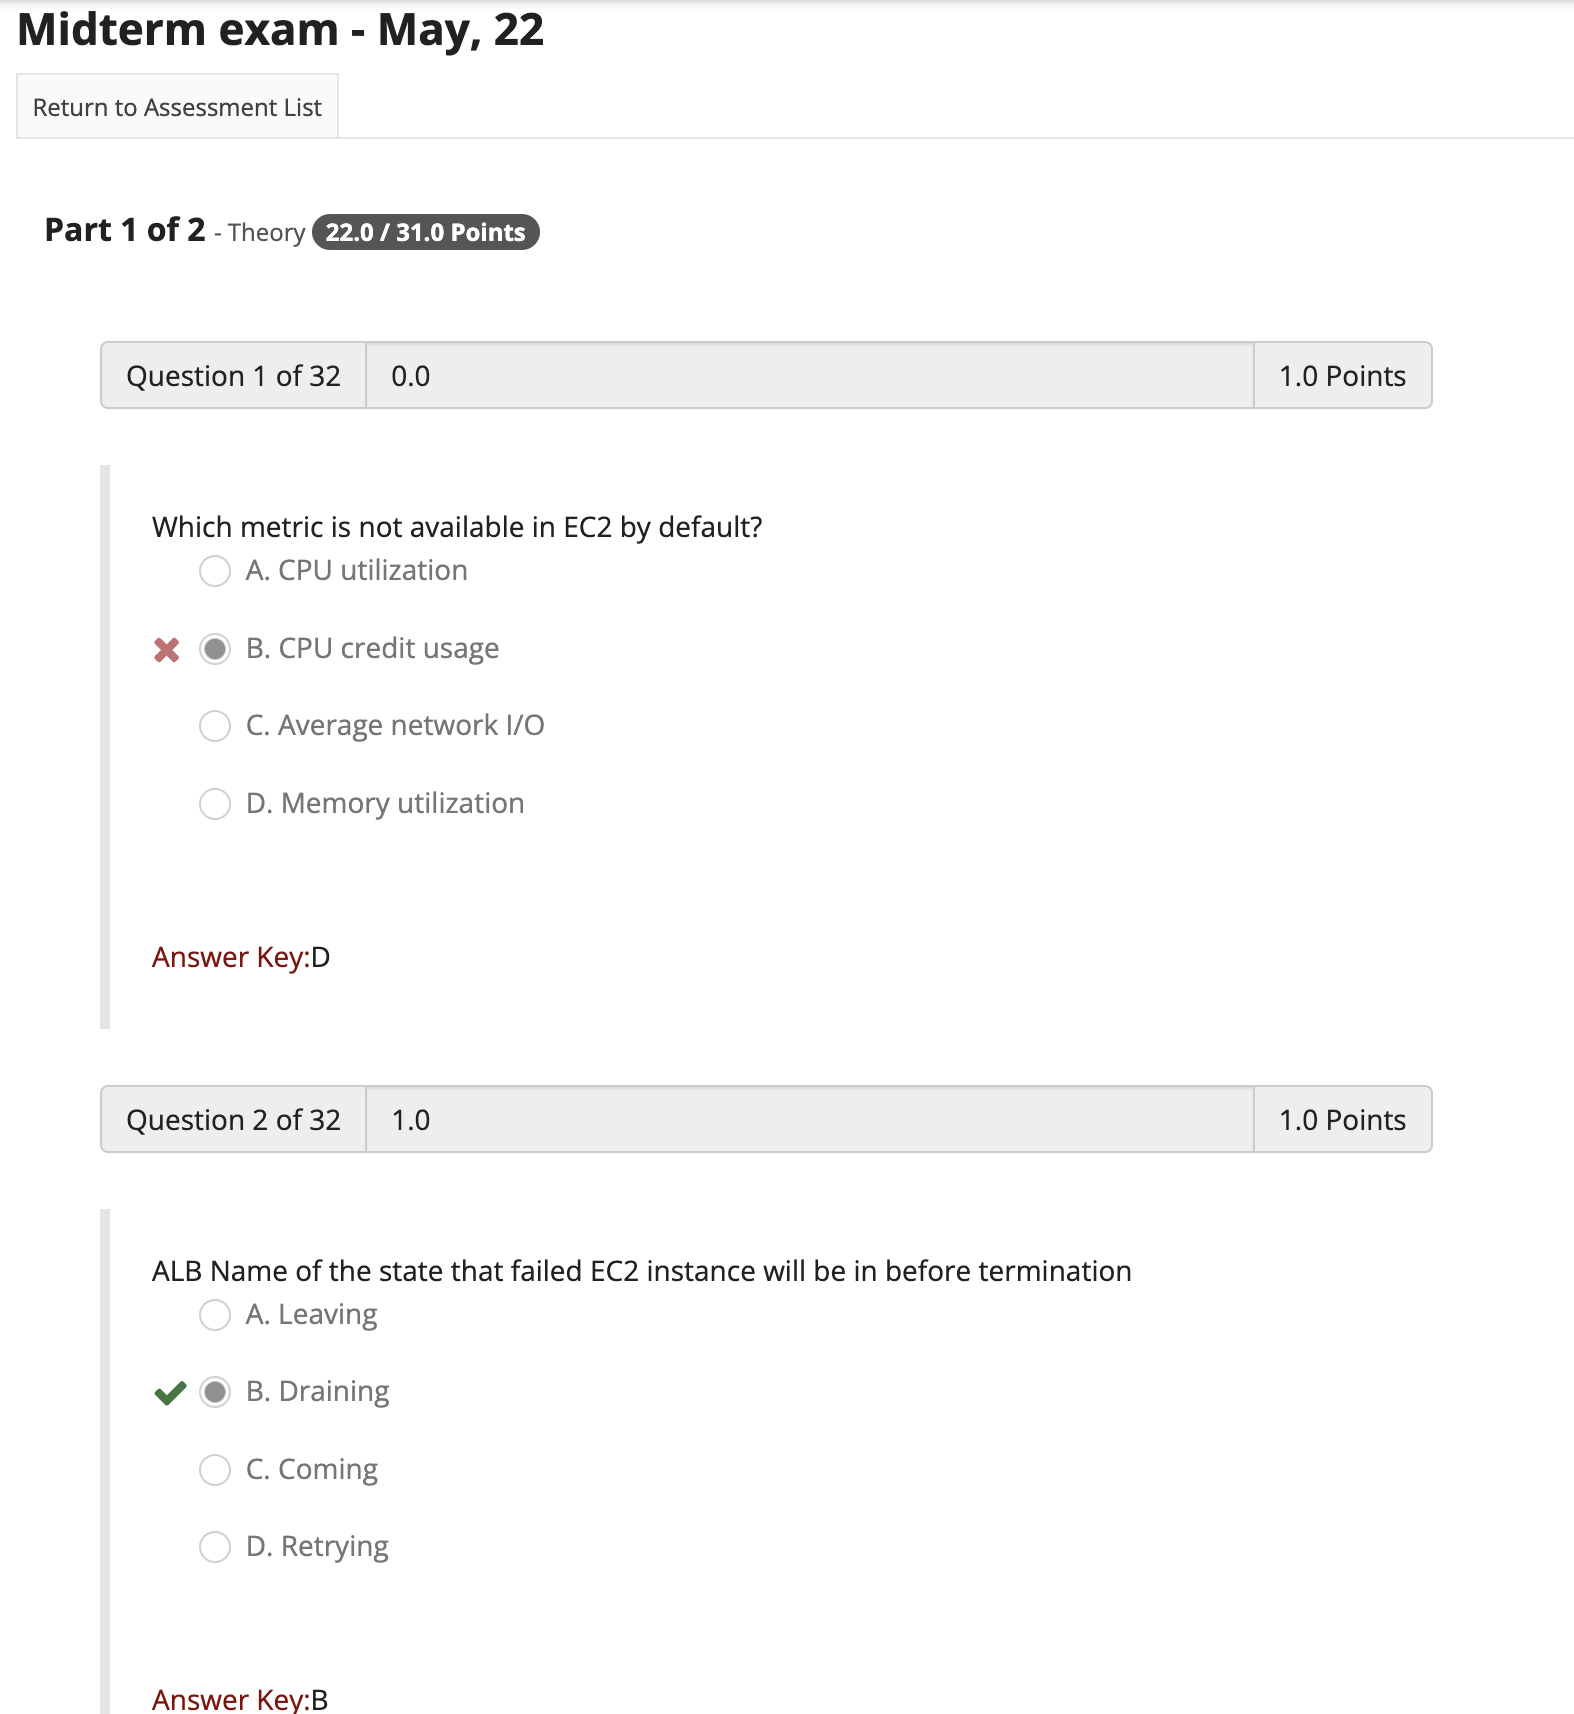 Midterm exam - May, 22
Return to Assessment List
Part 1 of 2 - Theory 22.0 / 31.0 Points
Question 1 of 32 0.0 1.0 Points
Which metric is not available in EC2 by default?
A. CPU utilization
B. CPU credit usage
C. Average network I/O
D. Memory utilization
Answer Key:D
Question 2 of 32 1.0 1.0 Points
ALB Name of the state that failed EC2 instance will be in before termination
A. Leaving
B. Draining
C. Coming
D. Retrying
Answer Key:B